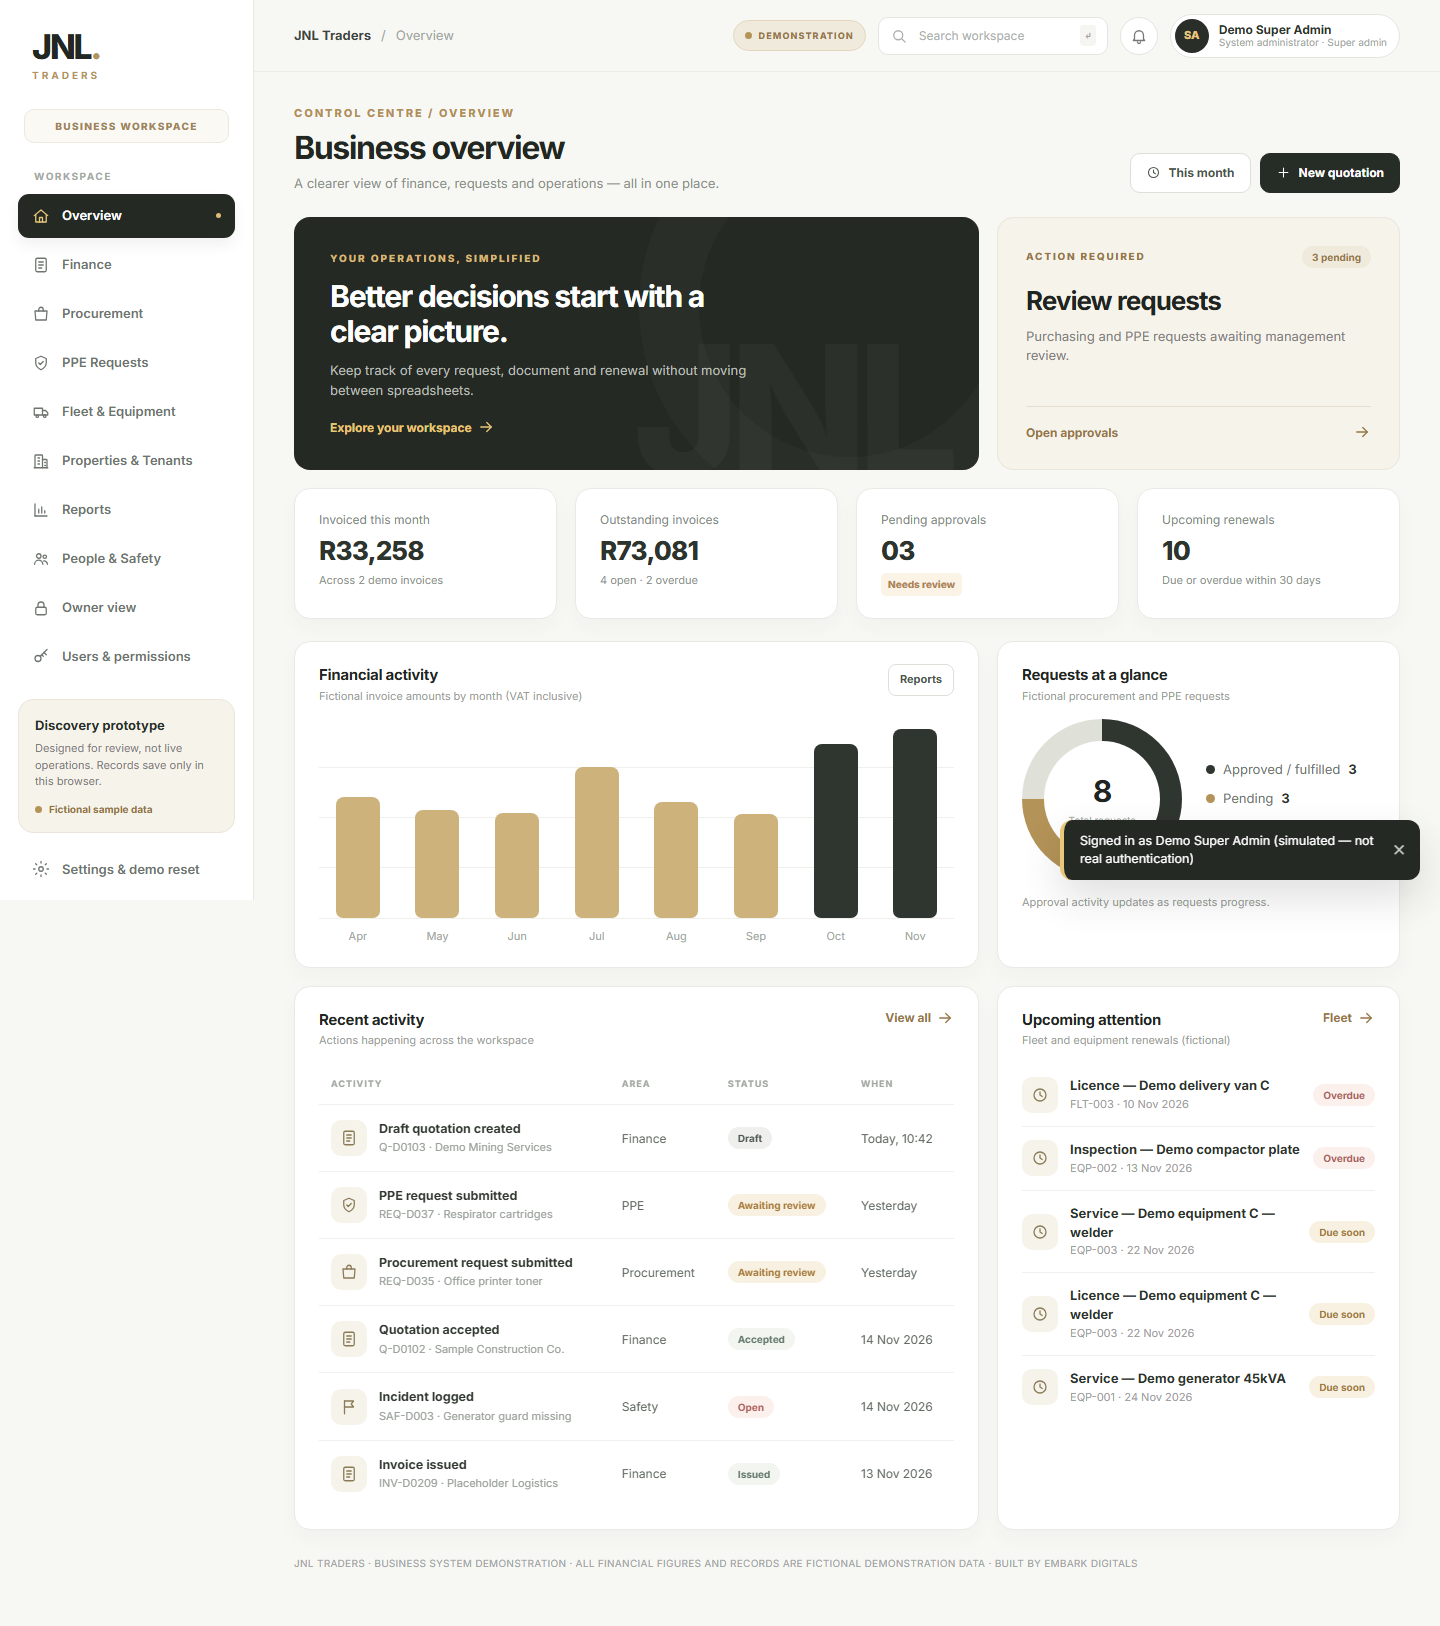 JNL.
TRADERS
BUSINESS WORKSPACE
WORKSPACE
Overview
Finance
Procurement
PPE Requests
Fleet & Equipment
Properties & Tenants
Reports
People & Safety
Owner view
Users & permissions
Discovery prototype
Designed for review, not live
operations. Records save only in
this browser.
Fictional sample data
Settings & demo reset
JNL Traders / Overview
DEMONSTRATION
Search workspace
SA
Demo Super Admin
System administrator · Super admin
CONTROL CENTRE / OVERVIEW
Business overview
A clearer view of finance, requests and operations — all in one place.
This month
New quotation
YOUR OPERATIONS, SIMPLIFIED
Better decisions start with a
clear picture.
Keep track of every request, document and renewal without moving
between spreadsheets.
Explore your workspace
JNL
ACTION REQUIRED
3 pending
Review requests
Purchasing and PPE requests awaiting management
review.
Open approvals
Invoiced this month
R33,258
Across 2 demo invoices
Outstanding invoices
R73,081
4 open · 2 overdue
Pending approvals
03
Needs review
Upcoming renewals
10
Due or overdue within 30 days
Financial activity
Fictional invoice amounts by month (VAT inclusive)
Reports
Apr May Jun Jul Aug Sep Oct Nov
Requests at a glance
Fictional procurement and PPE requests
8
Total requests
Approved / fulfilled 3
Pending 3
Signed in as Demo Super Admin (simulated — not
real authentication)
Approval activity updates as requests progress.
Recent activity
Actions happening across the workspace
View all
ACTIVITY AREA STATUS WHEN
Draft quotation created
Q-D0103 · Demo Mining Services
Finance
Draft
Today, 10:42
PPE request submitted
REQ-D037 · Respirator cartridges
PPE
Awaiting review
Yesterday
Procurement request submitted
REQ-D035 · Office printer toner
Procurement
Awaiting review
Yesterday
Quotation accepted
Q-D0102 · Sample Construction Co.
Finance
Accepted
14 Nov 2026
Incident logged
SAF-D003 · Generator guard missing
Safety
Open
14 Nov 2026
Invoice issued
INV-D0209 · Placeholder Logistics
Finance
Issued
13 Nov 2026
Upcoming attention
Fleet and equipment renewals (fictional)
Fleet
Licence — Demo delivery van C
FLT-003 · 10 Nov 2026
Overdue
Inspection — Demo compactor plate
EQP-002 · 13 Nov 2026
Overdue
Service — Demo equipment C —
welder
EQP-003 · 22 Nov 2026
Due soon
Licence — Demo equipment C —
welder
EQP-003 · 22 Nov 2026
Due soon
Service — Demo generator 45kVA
EQP-001 · 24 Nov 2026
Due soon
JNL TRADERS · BUSINESS SYSTEM DEMONSTRATION · ALL FINANCIAL FIGURES AND RECORDS ARE FICTIONAL DEMONSTRATION DATA · BUILT BY EMBARK DIGITALS